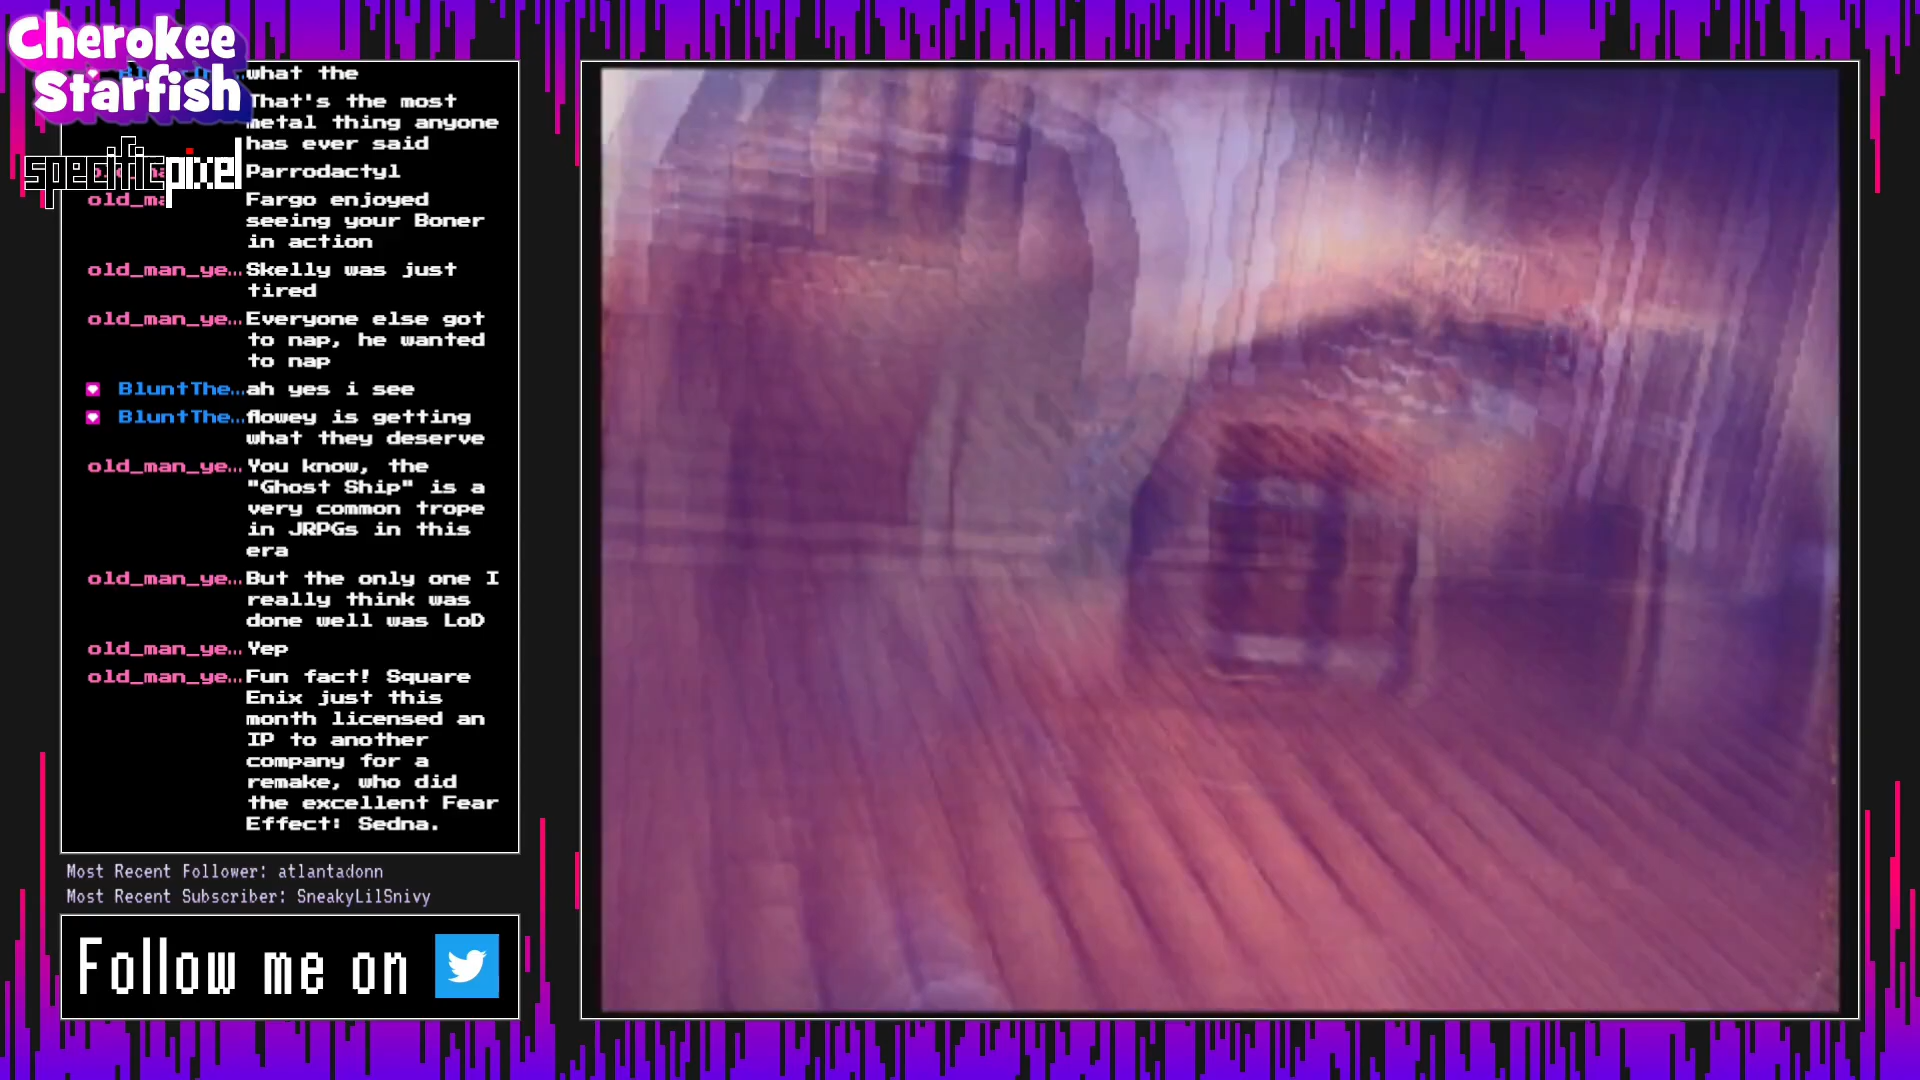 Cherokee
Starfish
specificpixel
what the
That's the most
metal thing anyone
has ever said
Parrodactyl
old_ma
Fargo enjoyed
seeing your Boner
in action
old_man_ye… Skelly was just
tired
old_man_ye… Everyone else got
to nap, he wanted
to nap
BluntThe… ah yes i see
BluntThe… flowey is getting
what they deserve
old_man_ye… You know, the
"Ghost Ship" is a
very common trope
in JRPGs in this
era
old_man_ye… But the only one I
really think was
done well was LoD
old_man_ye… Yep
old_man_ye… Fun fact! Square
Enix just this
month licensed an
IP to another
company for a
remake, who did
the excellent Fear
Effect: Sedna.
Most Recent Follower: atlantadonn
Most Recent Subscriber: SneakyLilSnivy
Follow me on